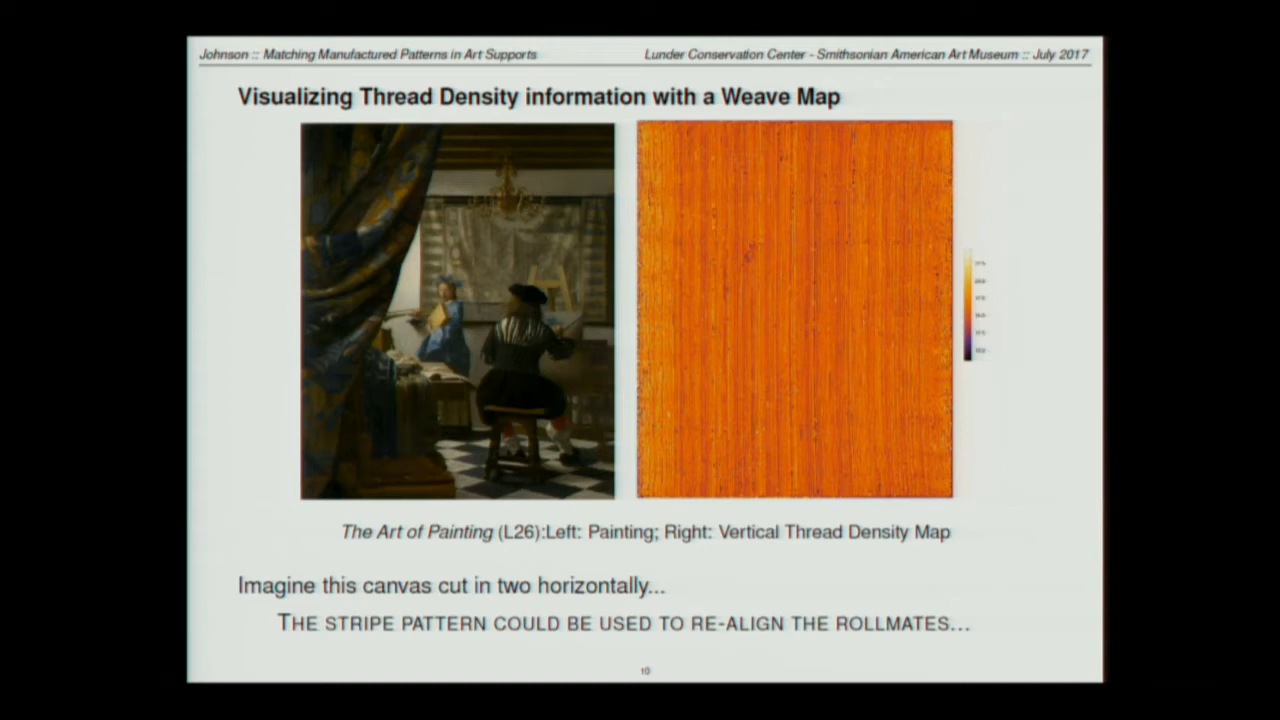 Johnson :: Matching Manufactured Patterns in Art Supports
Lunder Conservation Center - Smithsonian American Art Museum :: July 2017
Visualizing Thread Density information with a Weave Map
The Art of Painting (L26):Left: Painting; Right: Vertical Thread Density Map
Imagine this canvas cut in two horizontally...
THE STRIPE PATTERN COULD BE USED TO RE-ALIGN THE ROLLMATES...